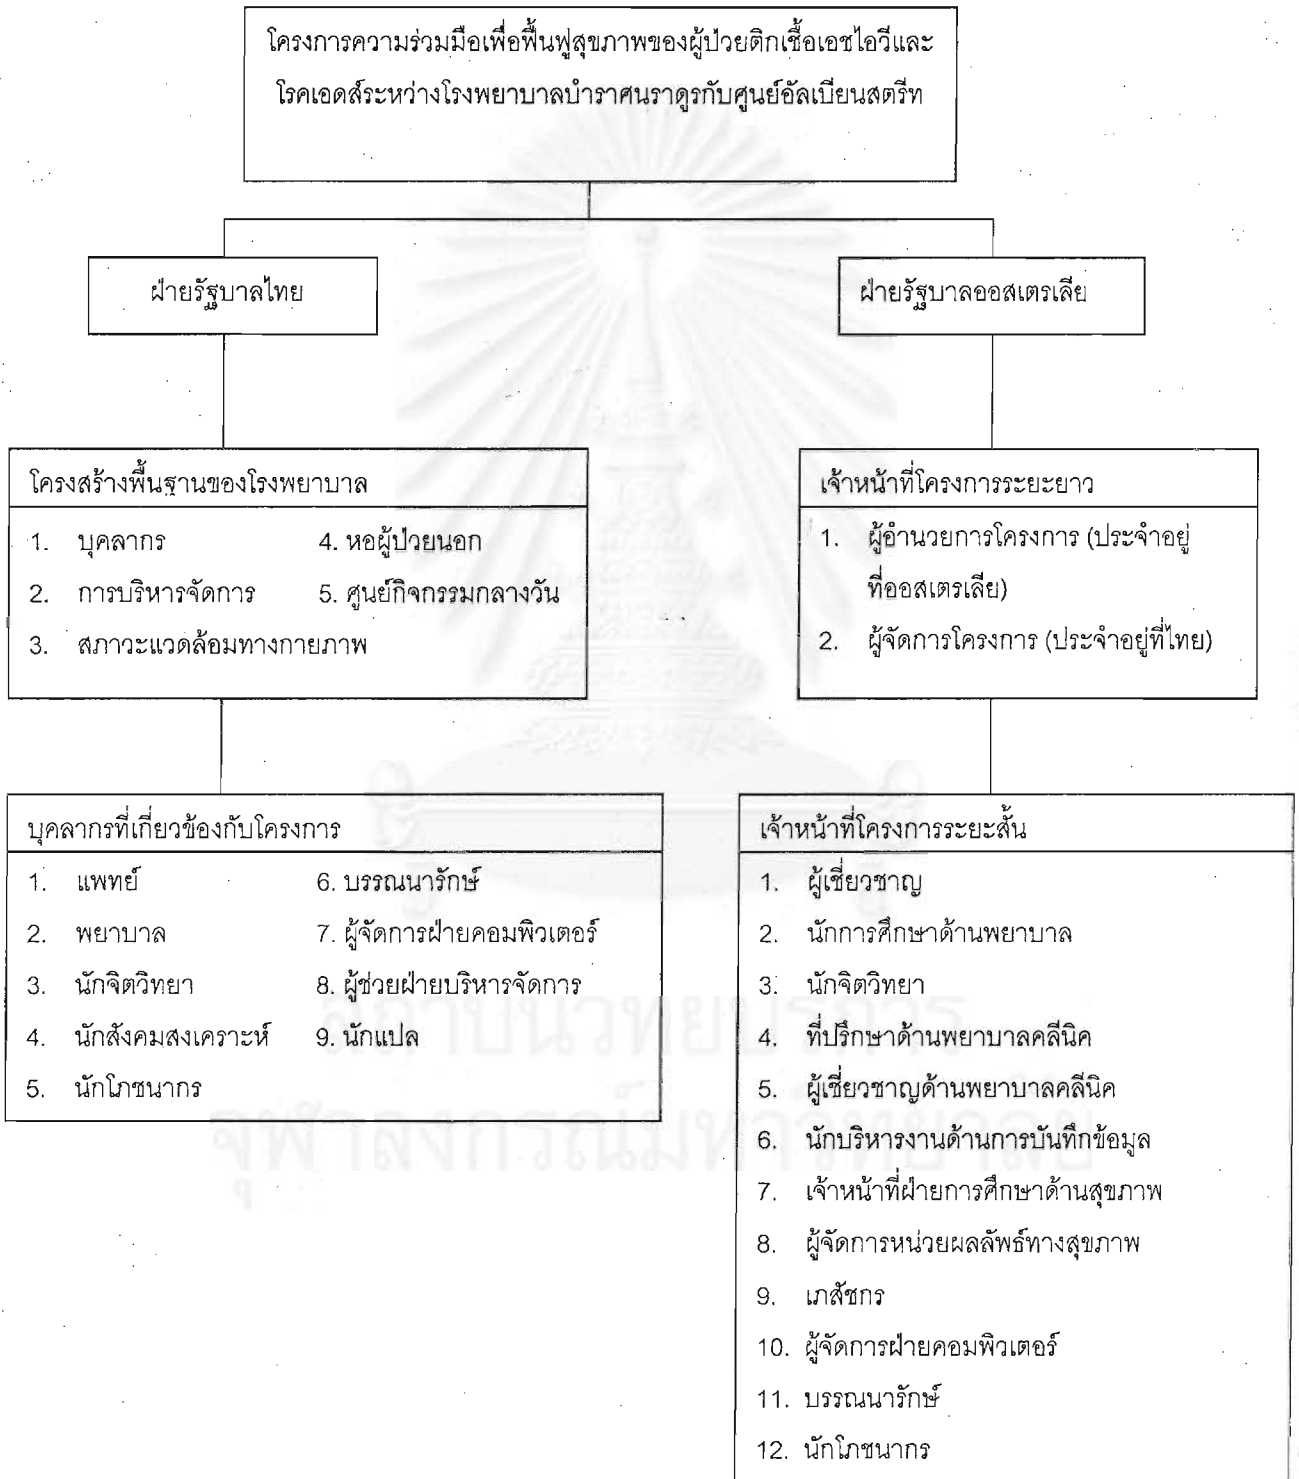 โครงการความร่วมมือเพื่อฟื้นฟูสุขภาพของผู้ป่วยติกเชื้อเอชไอวีและ
โรคเอดส์ระหว่างโรงพยาบาลบำราศนราดูรกับศูนย์อัลเบียนสตรีท
ฝ่ายรัฐบาลไทย
ฝ่ายรัฐบาลออสเตรเลีย
โครงสร้างพื้นฐานของโรงพยาบาล
1. บุคลากร
4. หอผู้ป่วยนอก
2. การบริหารจัดการ
5. ศูนย์กิจกรรมกลางวัน
3. สภาวะแวดล้อมทางกายภาพ
เจ้าหน้าที่โครงการระยะยาว
1. ผู้อำนวยการโครงการ (ประจำอยู่
ที่ออสเตรเลีย)
2. ผู้จัดการโครงการ (ประจำอยู่ที่ไทย)
บุคลากรที่เกี่ยวข้องกับโครงการ
1. แพทย์
6. บรรณนารักษ์
2. พยาบาล
7. ผู้จัดการฝ่ายคอมพิวเตอร์
3. นักจิตวิทยา
8. ผู้ช่วยฝ่ายบริหารจัดการ
4. นักสังคมสงเคราะห์
9. นักแปล
5. นักโภชนากร
เจ้าหน้าที่โครงการระยะสั้น
1. ผู้เชี่ยวชาญ
2. นักการศึกษาด้านพยาบาล
3. นักจิตวิทยา
4. ที่ปรึกษาด้านพยาบาลคลีนิค
5. ผู้เชี่ยวชาญด้านพยาบาลคลีนิค
6. นักบริหารงานด้านการบันทึกข้อมูล
7. เจ้าหน้าที่ฝ่ายการศึกษาด้านสุขภาพ
8. ผู้จัดการหน่วยผลลัพธ์ทางสุขภาพ
9. เภสัชกร
10. ผู้จัดการฝ่ายคอมพิวเตอร์
11. บรรณนารักษ์
12. นักโภชนากร
สถาบันวิทยบริการ
จุฬาลงกรณ์มหาวิทยาลัย